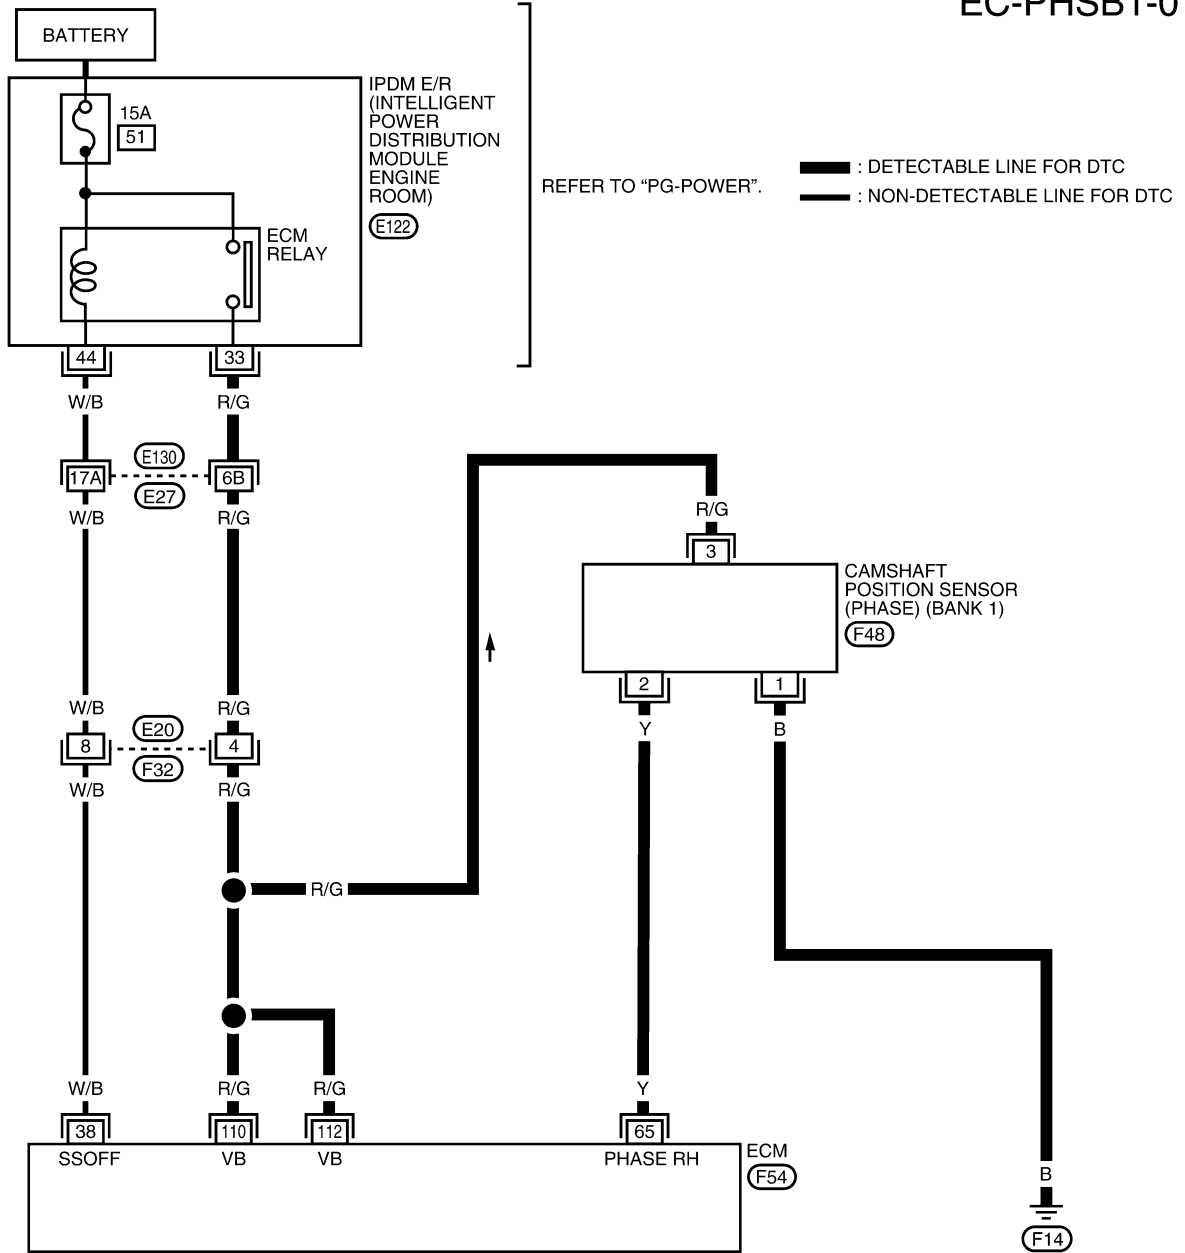 EC-PHSB1-0
BATTERY
15A
51
IPDM E/R
(INTELLIGENT
POWER
DISTRIBUTION
MODULE
ENGINE
ROOM)
E122
ECM
RELAY
REFER TO “PG-POWER”.
: DETECTABLE LINE FOR DTC
: NON-DETECTABLE LINE FOR DTC
44
33
W/B
R/G
17A
E130
E27
6B
W/B
R/G
R/G
3
CAMSHAFT
POSITION SENSOR
(PHASE) (BANK 1)
F48
2
1
W/B
R/G
Y
B
8
E20
F32
4
W/B
R/G
R/G
W/B
R/G
R/G
Y
38
110
112
65
SSOFF
VB
VB
PHASE RH
ECM
F54
B
F14